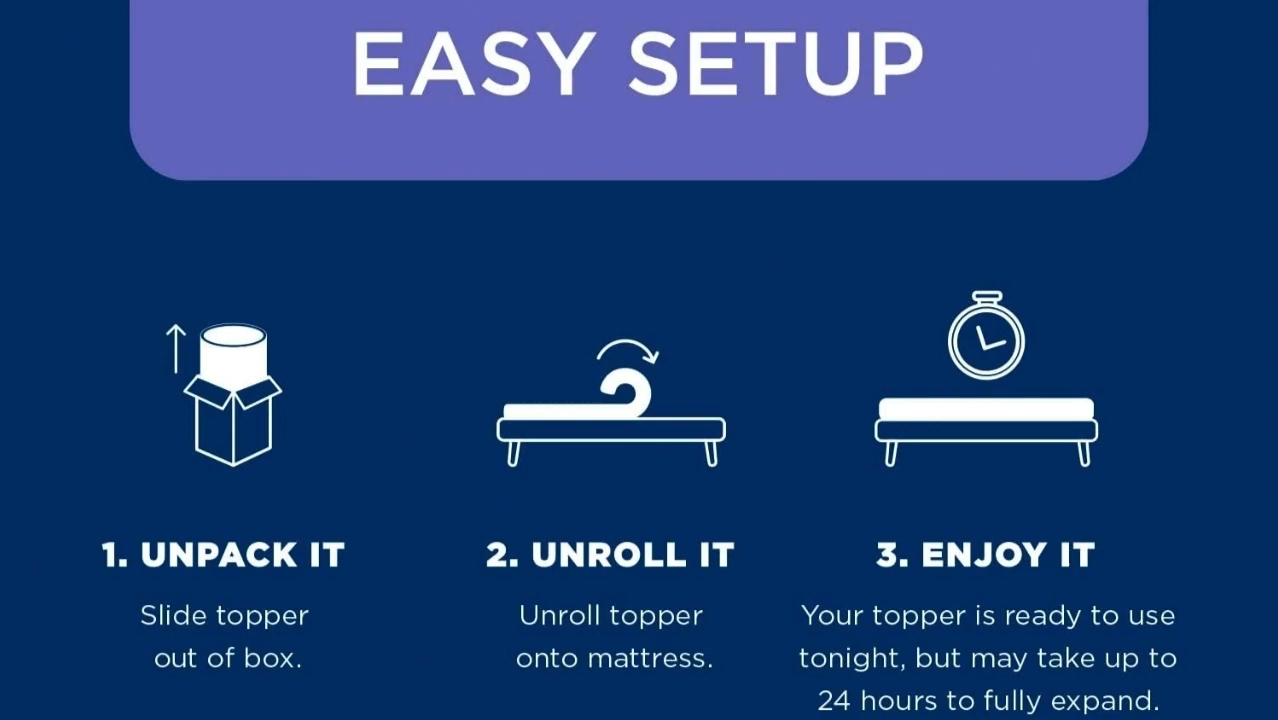 EASY SETUP
1. UNPACK IT
Slide topper
out of box.
2. UNROLL IT
Unroll topper
onto mattress.
3. ENJOY IT
Your topper is ready to use
tonight, but may take up to
24 hours to fully expand.